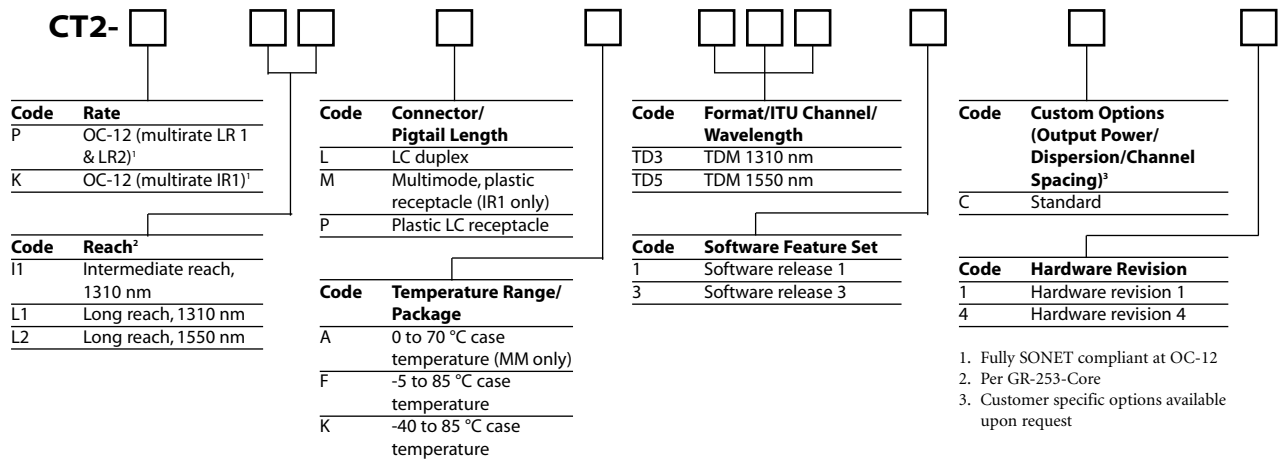 CT2-
Code Rate
P OC-12 (multirate LR 1
& LR2)¹
K OC-12 (multirate IR1)¹
Code Reach²
I1 Intermediate reach,
1310 nm
L1 Long reach, 1310 nm
L2 Long reach, 1550 nm
Code Connector/
Pigtail Length
L LC duplex
M Multimode, plastic
receptacle (IR1 only)
P Plastic LC receptacle
Code Temperature Range/
Package
A 0 to 70 °C case
temperature (MM only)
F -5 to 85 °C case
temperature
K -40 to 85 °C case
temperature
Code Format/ITU Channel/
Wavelength
TD3 TDM 1310 nm
TD5 TDM 1550 nm
Code Software Feature Set
1 Software release 1
3 Software release 3
Code Custom Options
(Output Power/
Dispersion/Channel
Spacing)³
C Standard
Code Hardware Revision
1 Hardware revision 1
4 Hardware revision 4
1. Fully SONET compliant at OC-12
2. Per GR-253-Core
3. Customer specific options available
upon request